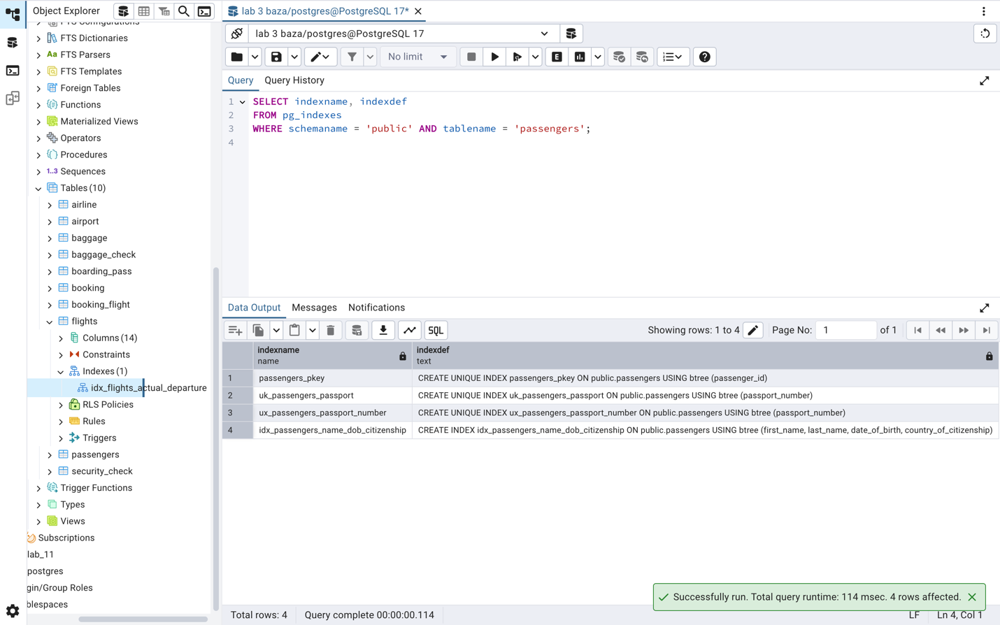 Object Explorer
FTS Configurations
FTS Dictionaries
Aa FTS Parsers
FTS Templates
Foreign Tables
Functions
Materialized Views
Operators
Procedures
1..3 Sequences
Tables (10)
airline
airport
baggage
baggage_check
boarding_pass
booking
booking_flight
flights
Columns (14)
Constraints
Indexes (1)
idx_flights_actual_departure
RLS Policies
Rules
Triggers
passengers
security_check
Trigger Functions
Types
Views
Subscriptions
lab_11
postgres
gin/Group Roles
blespaces
lab 3 baza/postgres@PostgreSQL 17*
lab 3 baza/postgres@PostgreSQL 17
No limit
E
Query Query History
1 SELECT indexname, indexdef
2 FROM pg_indexes
3 WHERE schemaname = 'public' AND tablename = 'passengers';
4
Data Output Messages Notifications
SQL Showing rows: 1 to 4 Page No: 1 of 1
indexname indexdef
name text
1 passengers_pkey CREATE UNIQUE INDEX passengers_pkey ON public.passengers USING btree (passenger_id)
2 uk_passengers_passport CREATE UNIQUE INDEX uk_passengers_passport ON public.passengers USING btree (passport_number)
3 ux_passengers_passport_number CREATE UNIQUE INDEX ux_passengers_passport_number ON public.passengers USING btree (passport_number)
4 idx_passengers_name_dob_citizenship CREATE INDEX idx_passengers_name_dob_citizenship ON public.passengers USING btree (first_name, last_name, date_of_birth, country_of_citizenship)
Successfully run. Total query runtime: 114 msec. 4 rows affected.
Total rows: 4 Query complete 00:00:00.114 LF Ln 4, Col 1